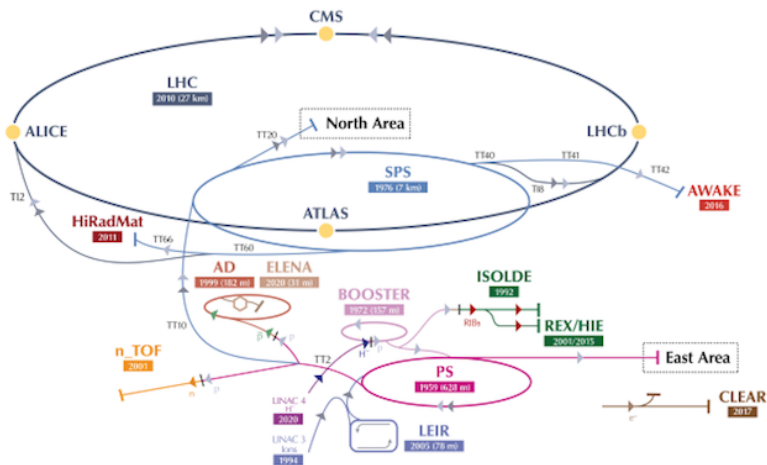 CMS
LHC
2010 (27 km)
North Area
TT20
ALICE
LHCb
TT40
TT41
SPS
TT42
1976 (7 km)
TI8
TI2
AWAKE
2016
HiRadMat
2011
ATLAS
TT66
TT60
AD
ELENA
ISOLDE
1999 (182 m)
2020 (31 m)
1992
BOOSTER
1972 (157 m)
REX/HIE
RIBs
2001/2015
TT10
p
p
H-
p
n_TOF
TT2
East Area
2001
PS
1959 (628 m)
n
p
CLEAR
LINAC 4
2017
H-
2020
e-
LINAC 3
LEIR
Ions
2005 (78 m)
1994